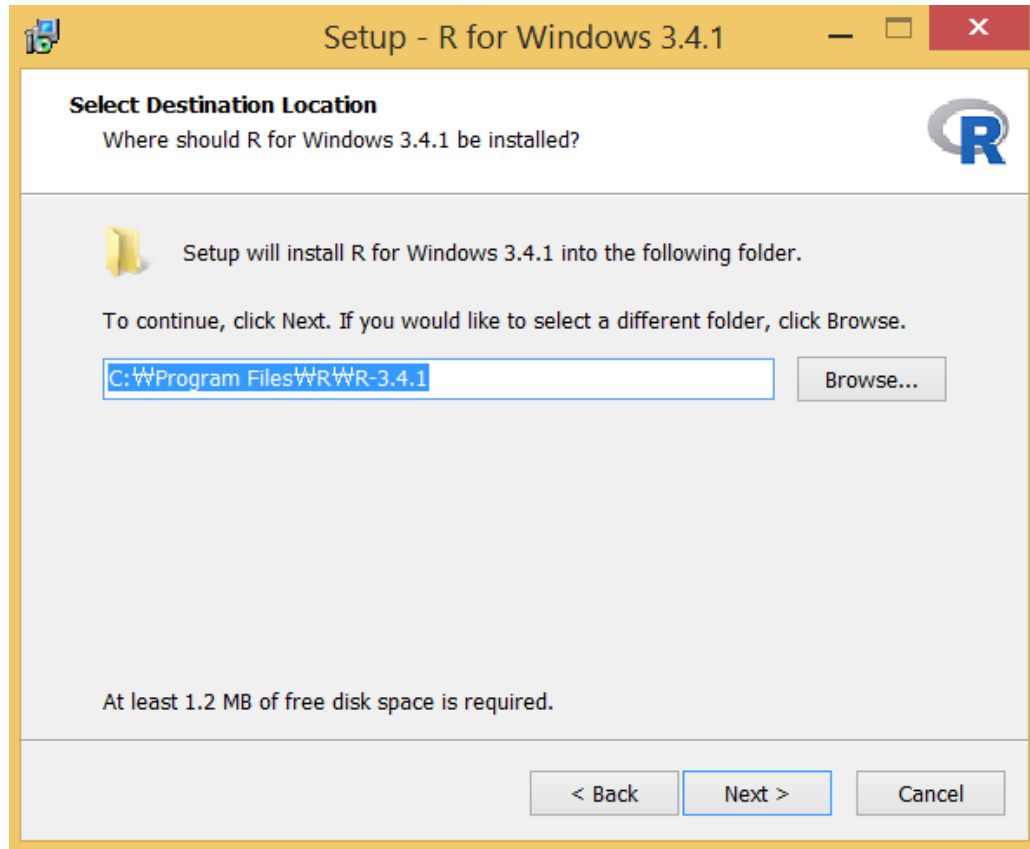 Setup - R for Windows 3.4.1
Select Destination Location
Where should R for Windows 3.4.1 be installed?
R
Setup will install R for Windows 3.4.1 into the following folder.
To continue, click Next. If you would like to select a different folder, click Browse.
C:₩Program Files₩R₩R-3.4.1
Browse...
At least 1.2 MB of free disk space is required.
< Back
Next >
Cancel